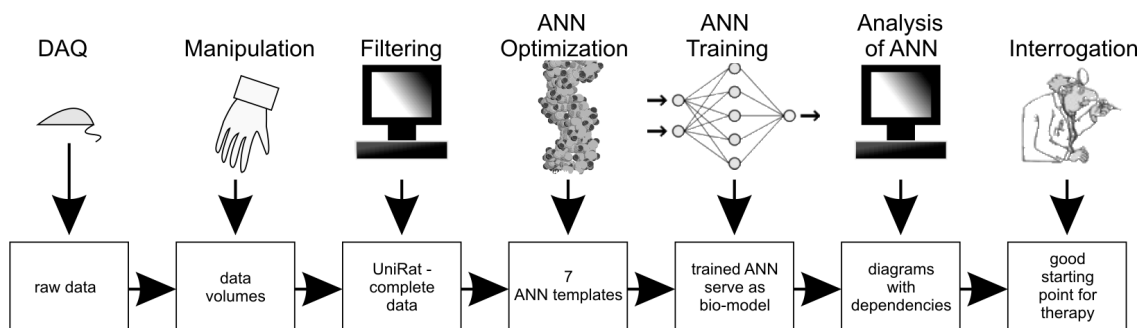 DAQ
Manipulation
Filtering
ANN
Optimization
ANN
Training
Analysis
of ANN
Interrogation
raw data
data
volumes
UniRat -
complete
data
7
ANN templates
trained ANN
serve as
bio-model
diagrams
with
dependencies
good
starting
point for
therapy